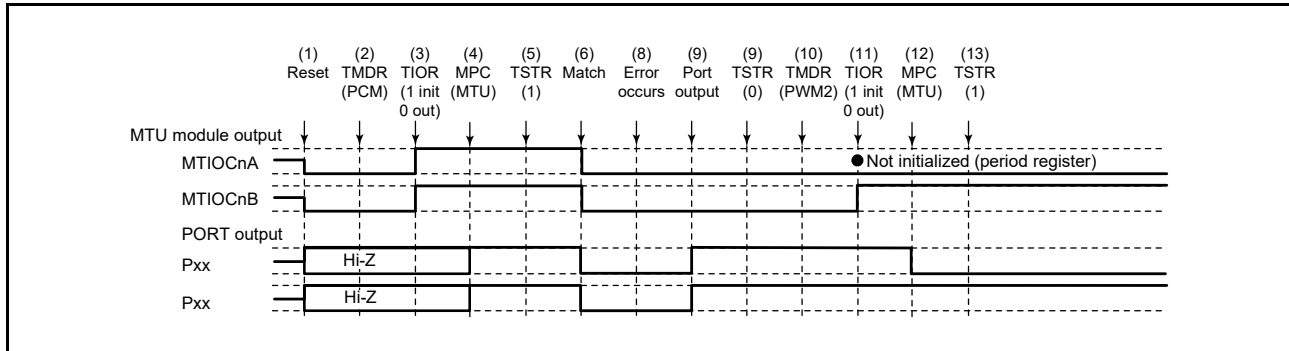 (1) (2) (3) (4) (5) (6) (8) (9) (9) (10) (11) (12) (13)
Reset TMDR TIOR MPC TSTR Match Error Port TSTR TMDR TIOR MPC TSTR
(PCM) (1 init (MTU) (1) occurs output (0) (PWM2) (1 init (MTU) (1)
0 out) 0 out)
MTU module output
MTIOCnA
Not initialized (period register)
MTIOCnB
PORT output
Pxx
Hi-Z
Pxx
Hi-Z